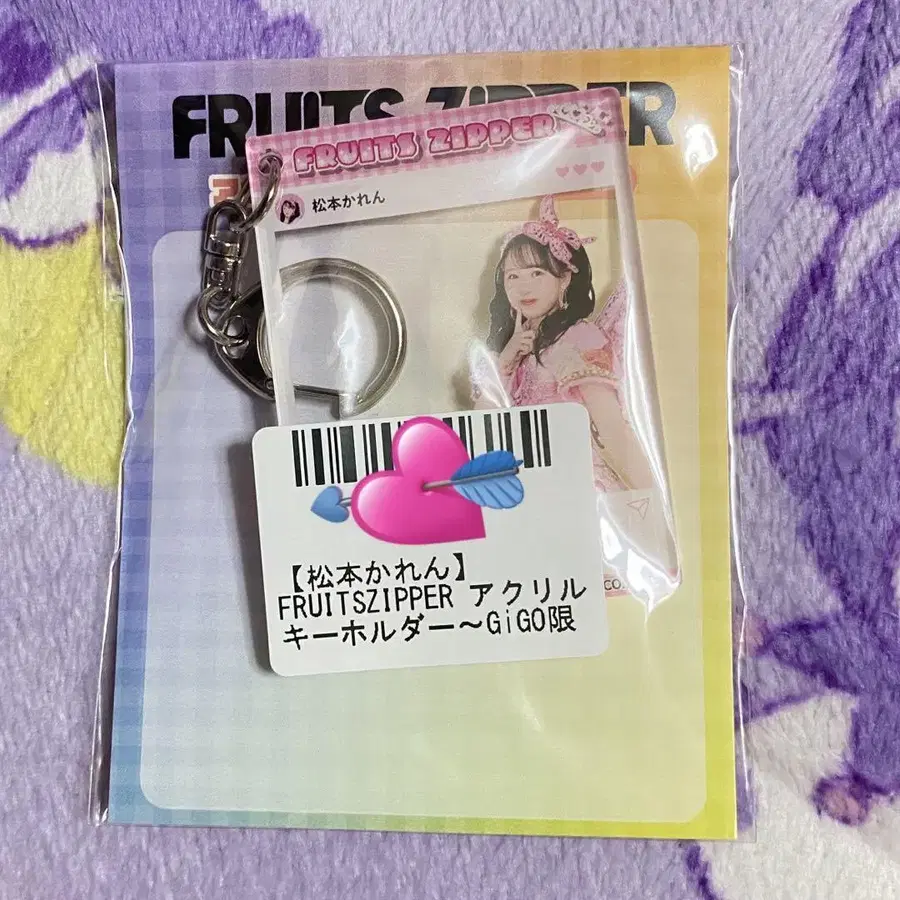 FRUITS ZIPPER
FRUITS ZIPPER
松本かれん
【松本かれん】
FRUITSZIPPER アクリル
キーホルダー～GiGO限